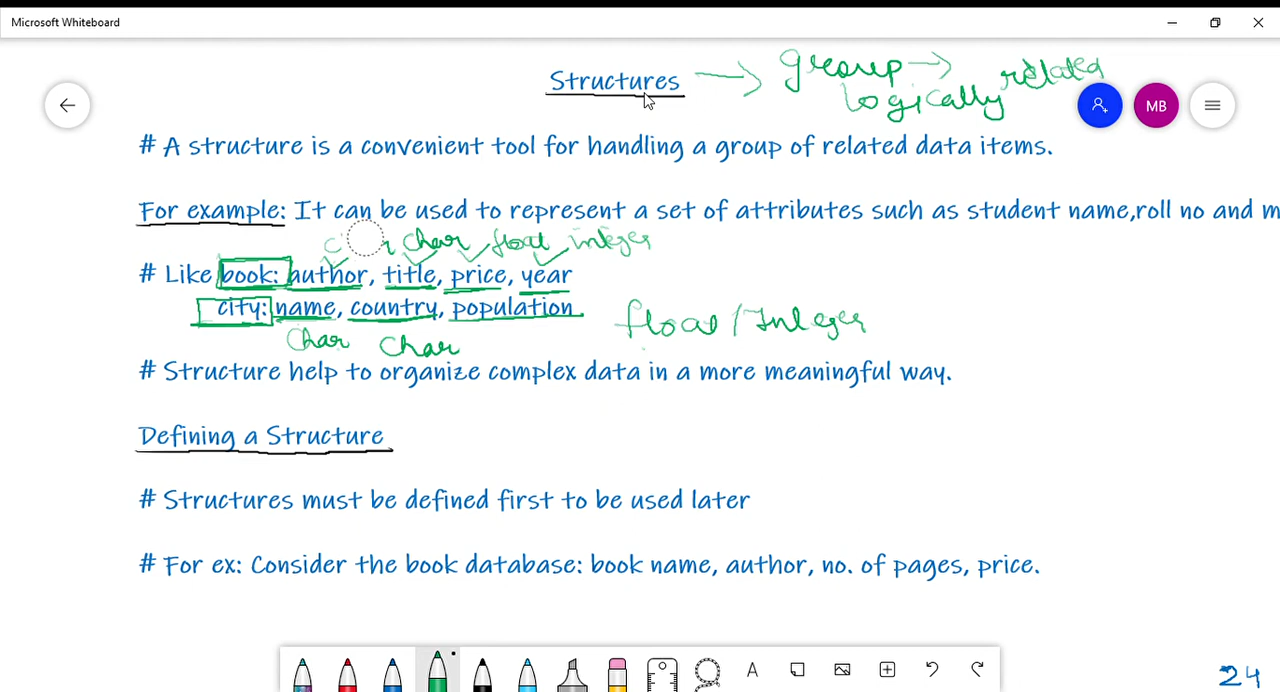 Microsoft Whiteboard
Structures → group → logically related
MB
# A structure is a convenient tool for handling a group of related data items.
For example: It can be used to represent a set of attributes such as student name,roll no and m
char float integer
# Like book: author, title, price, year
city: name, country, population
float/Integer
char char
# Structure help to organize complex data in a more meaningful way.
Defining a Structure
# Structures must be defined first to be used later
# For ex: Consider the book database: book name, author, no. of pages, price.
A
24